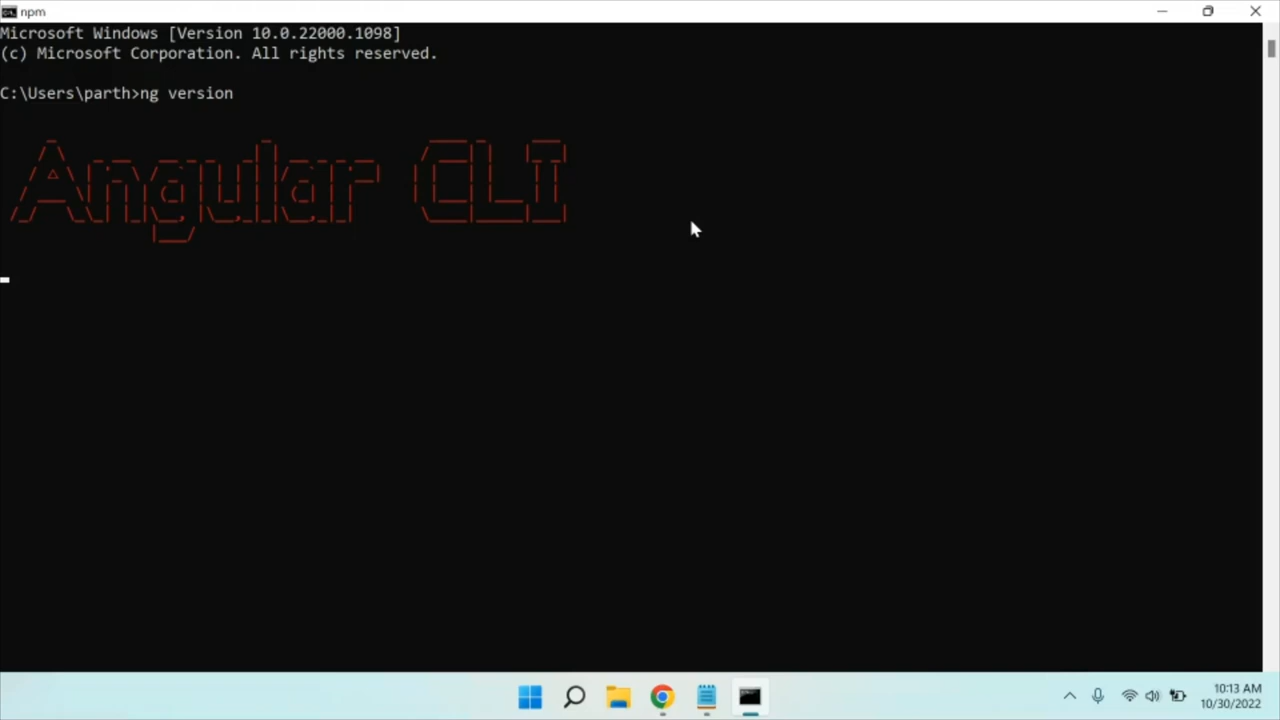 npm
Microsoft Windows [Version 10.0.22000.1098]
(c) Microsoft Corporation. All rights reserved.
C:\Users\parth>ng version
Angular CLI
10:13 AM
10/30/2022